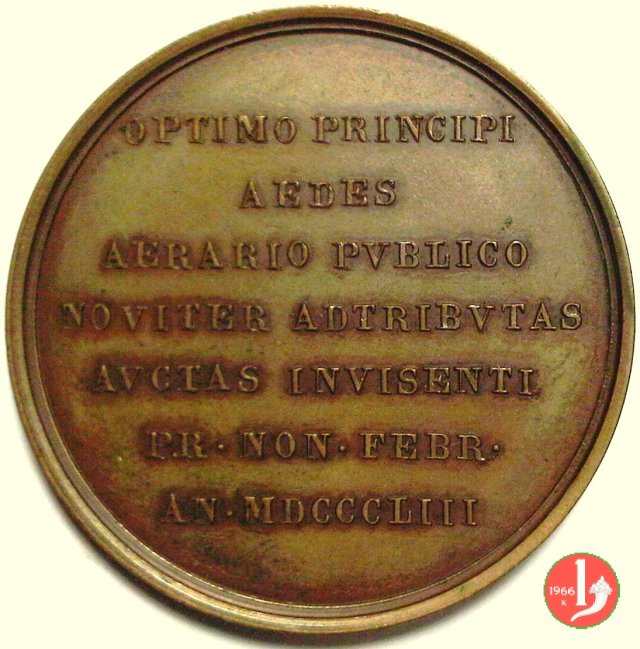 OPTIMO PRINCIPI
AEDES
AERARIO PVBLICO
NOVITER ADTRIBVTAS
AVCTAS INVISENTI
PR · NON · FEBR ·
AN · MDCCCLIII
1966
K